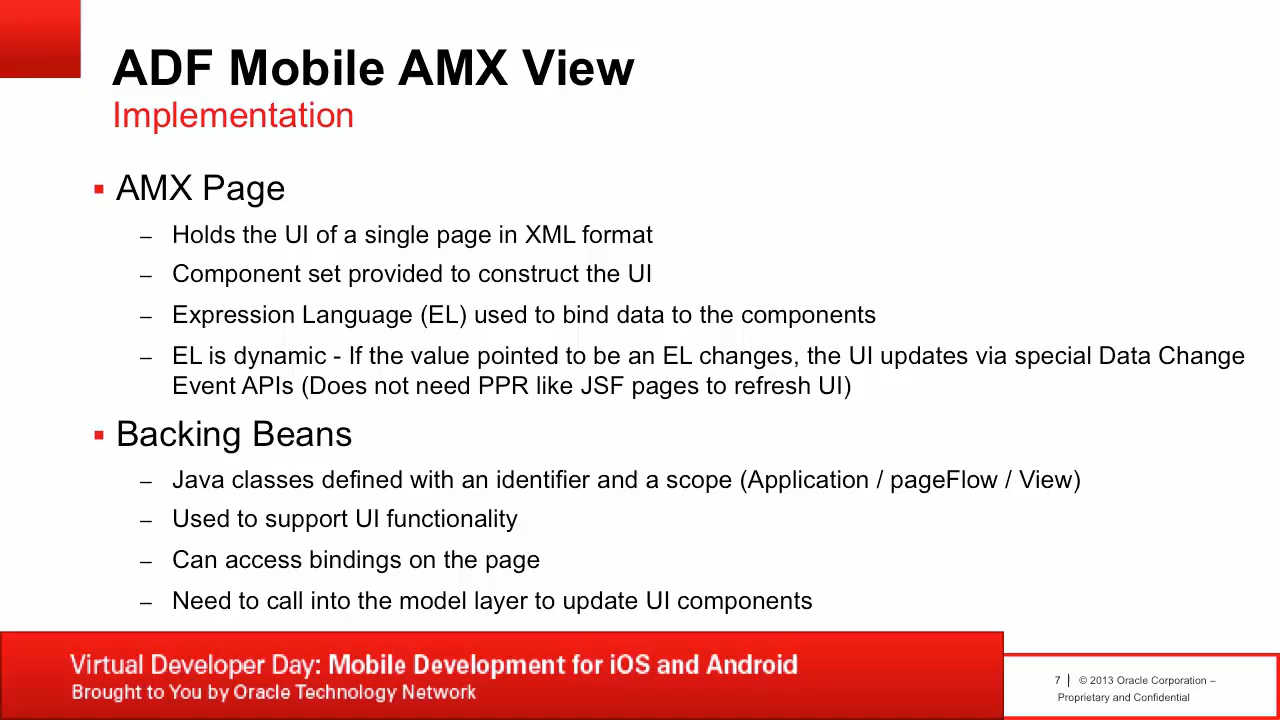 ADF Mobile AMX View
Implementation
▪ AMX Page
– Holds the UI of a single page in XML format
– Component set provided to construct the UI
– Expression Language (EL) used to bind data to the components
– EL is dynamic - If the value pointed to be an EL changes, the UI updates via special Data Change
Event APIs (Does not need PPR like JSF pages to refresh UI)
▪ Backing Beans
– Java classes defined with an identifier and a scope (Application / pageFlow / View)
– Used to support UI functionality
– Can access bindings on the page
– Need to call into the model layer to update UI components
Virtual Developer Day: Mobile Development for iOS and Android
Brought to You by Oracle Technology Network
7 | © 2013 Oracle Corporation –
Proprietary and Confidential